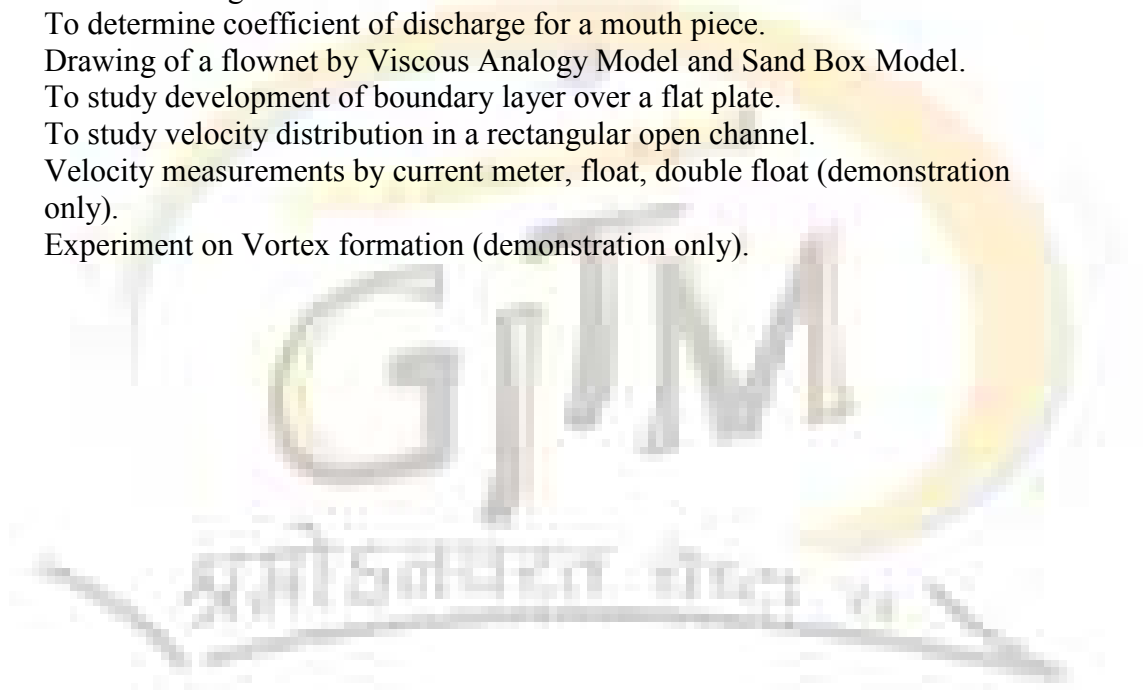 To determine coefficient of discharge for a mouth piece.
Drawing of a flownet by Viscous Analogy Model and Sand Box Model.
To study development of boundary layer over a flat plate.
To study velocity distribution in a rectangular open channel.
Velocity measurements by current meter, float, double float (demonstration
only).
Experiment on Vortex formation (demonstration only).
GJTM